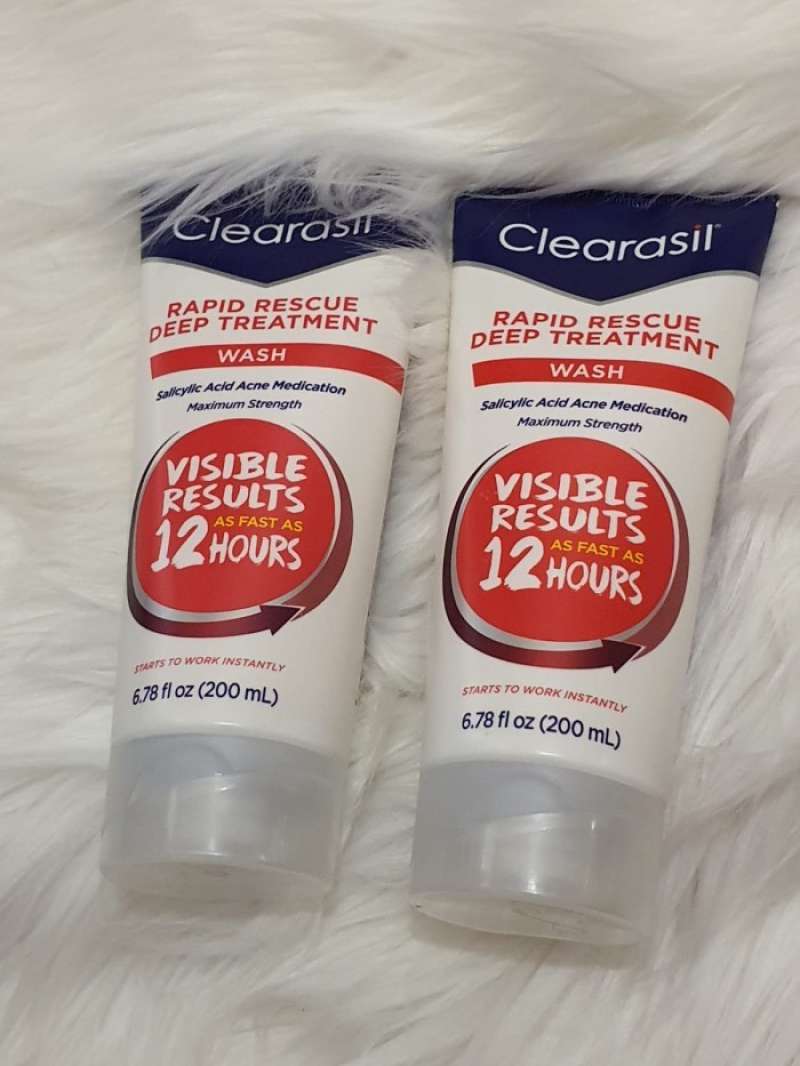 Clearasil
RAPID RESCUE
DEEP TREATMENT
WASH
Salicylic Acid Acne Medication
Maximum Strength
VISIBLE
RESULTS
AS FAST AS
12 HOURS
STARTS TO WORK INSTANTLY
6.78 fl oz (200 mL)
Clearasil®
RAPID RESCUE
DEEP TREATMENT
WASH
Salicylic Acid Acne Medication
Maximum Strength
VISIBLE
RESULTS
AS FAST AS
12 HOURS
STARTS TO WORK INSTANTLY
6.78 fl oz (200 mL)